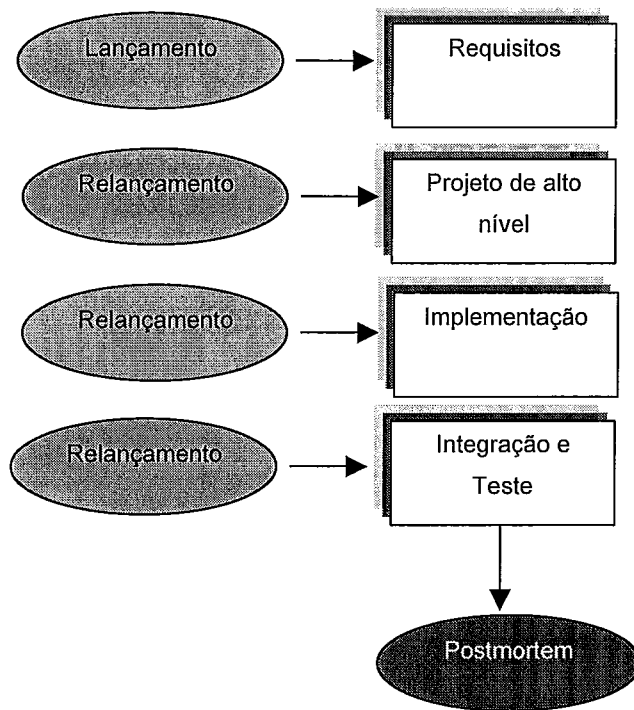 Lançamento
Requisitos
Relançamento
Projeto de alto
nível
Relançamento
Implementação
Relançamento
Integração e
Teste
Postmortem